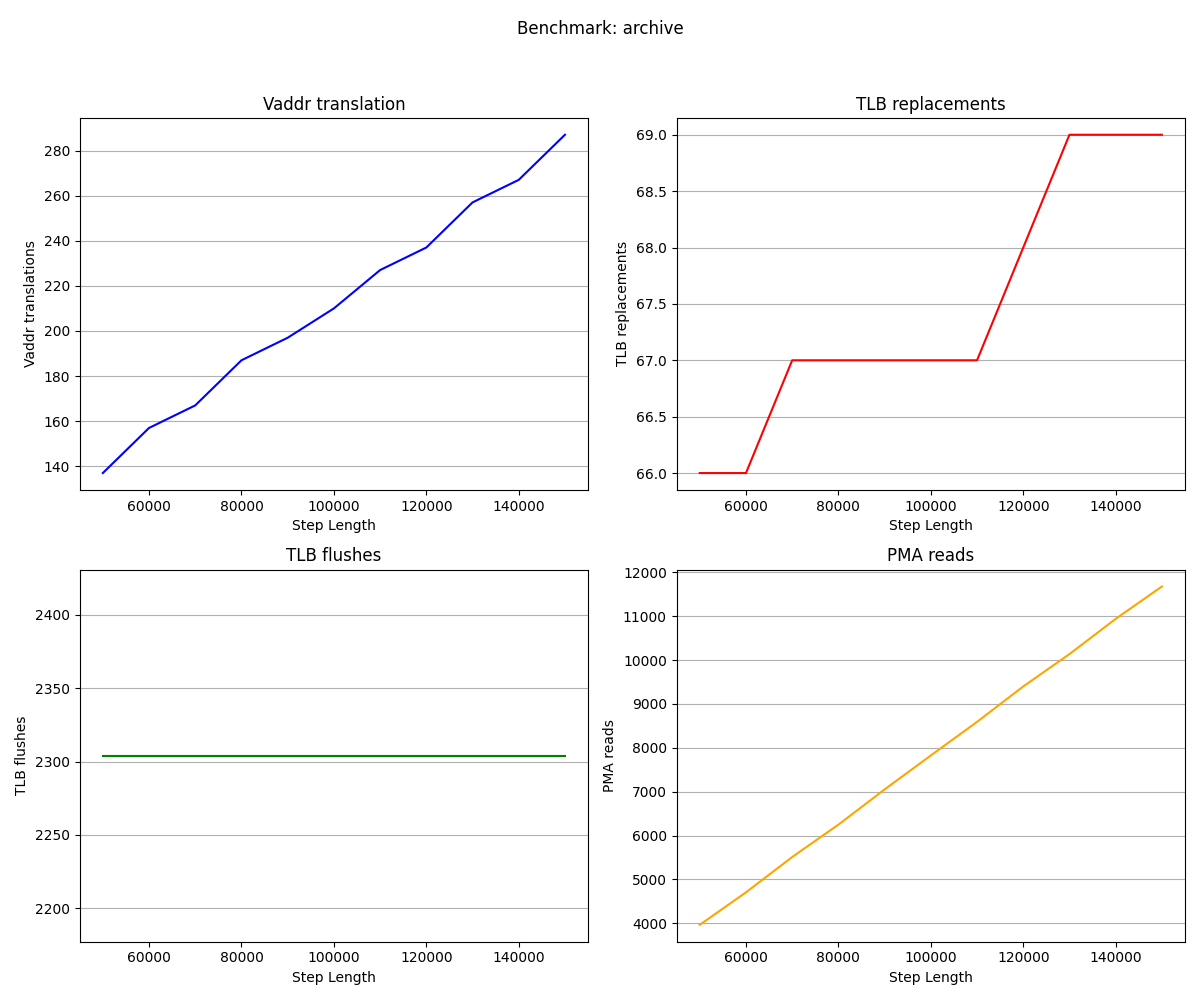 Benchmark: archive
Vaddr translation
Vaddr translations
280
260
240
220
200
180
160
140
60000 80000 100000 120000 140000
Step Length
TLB replacements
TLB replacements
69.0
68.5
68.0
67.5
67.0
66.5
66.0
60000 80000 100000 120000 140000
Step Length
TLB flushes
TLB flushes
2400
2350
2300
2250
2200
60000 80000 100000 120000 140000
Step Length
PMA reads
PMA reads
12000
11000
10000
9000
8000
7000
6000
5000
4000
60000 80000 100000 120000 140000
Step Length